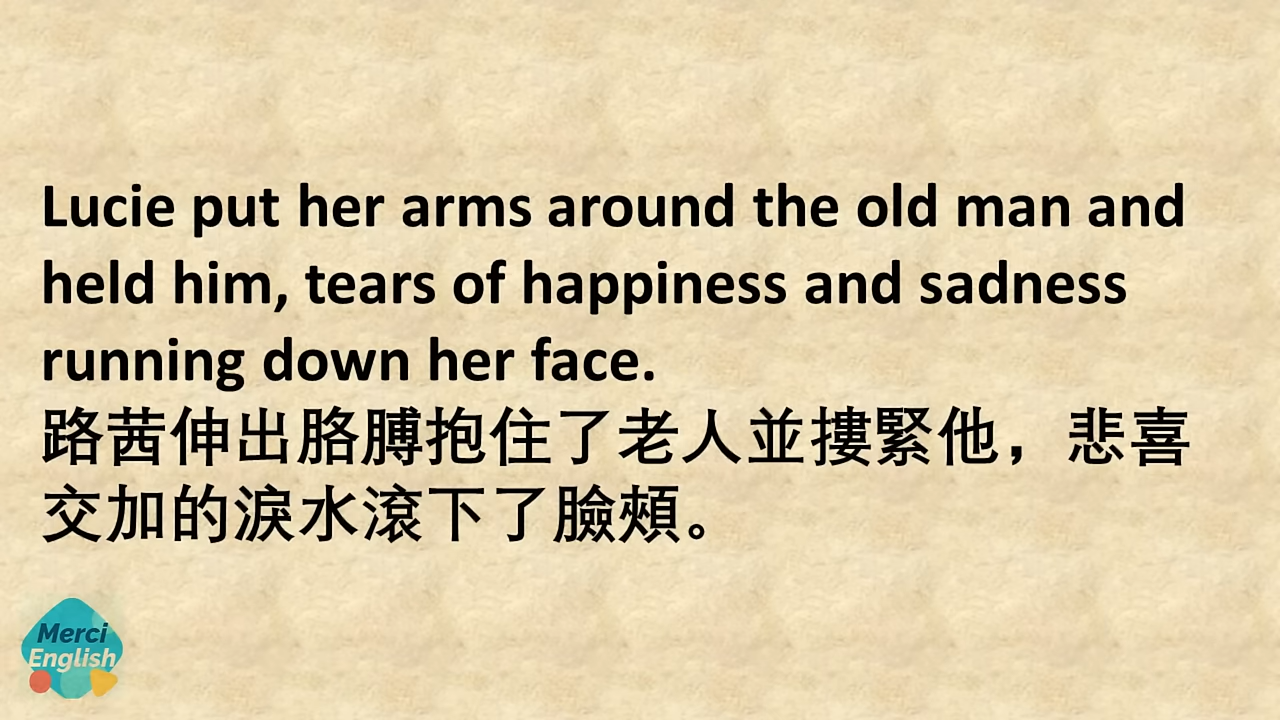 Lucie put her arms around the old man and
held him, tears of happiness and sadness
running down her face.
路茜伸出胳膊抱住了老人並摟緊他，悲喜
交加的淚水滾下了臉頰。
Merci
English